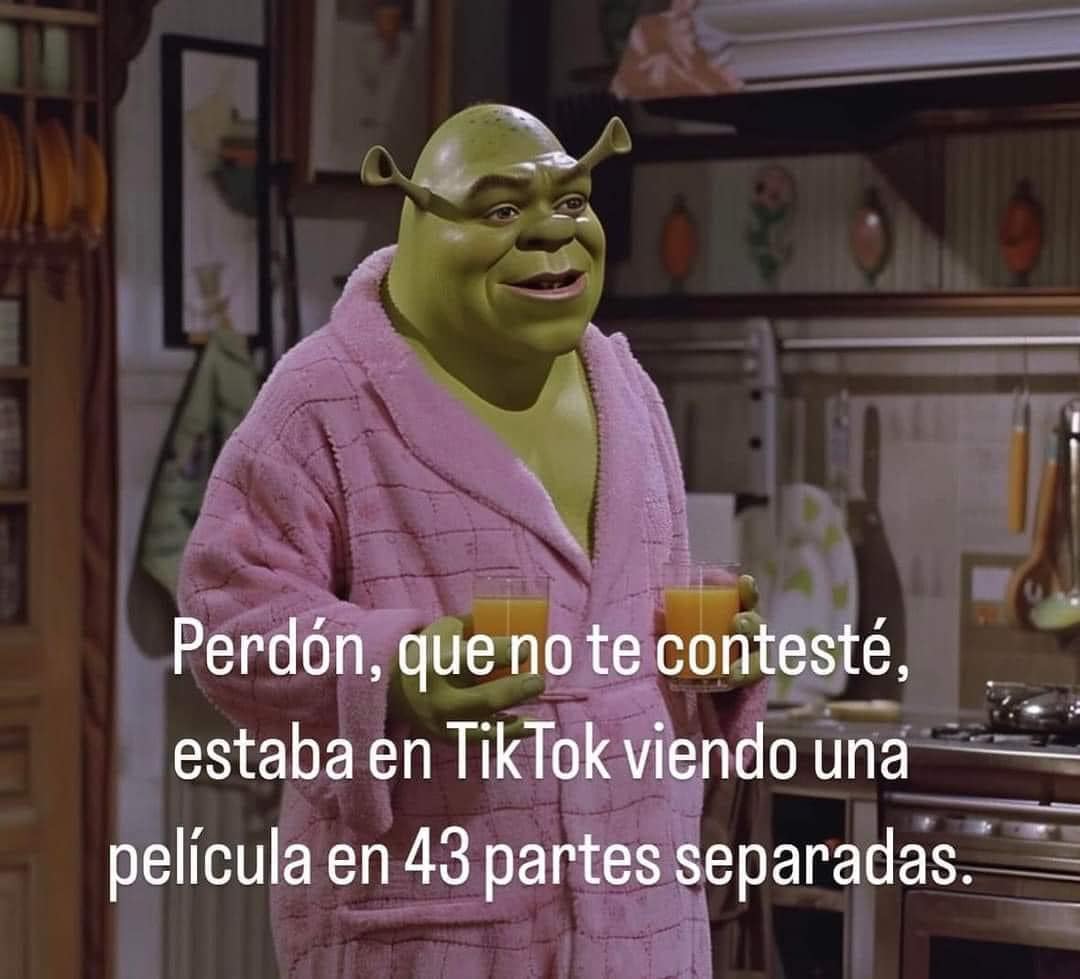 Perdón, que no te contesté,
estaba en TikTok viendo una
película en 43 partes separadas.